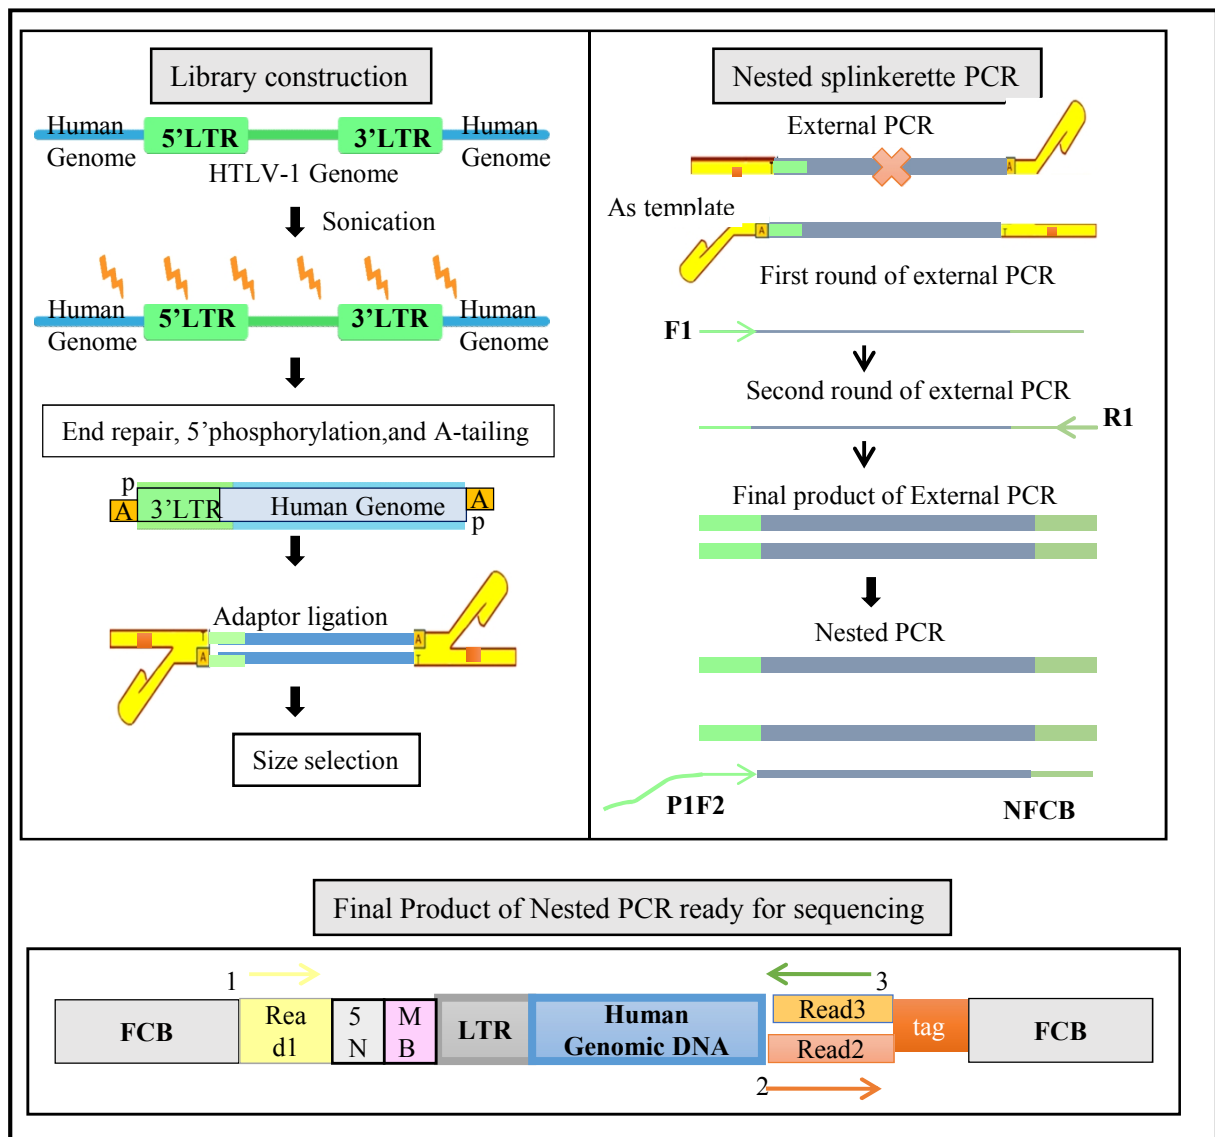 Library construction
Human
Genome
5'LTR
3'LTR
Human
Genome
HTLV-1 Genome
Sonication
Human
Genome
5'LTR
3'LTR
Human
Genome
End repair, 5'phosphorylation,and A-tailing
p
A
3'LTR
Human Genome
A
p
Adaptor ligation
T
A
A
T
Size selection
Nested splinkerette PCR
External PCR
T
A
As template
A
T
First round of external PCR
F1
Second round of external PCR
R1
Final product of External PCR
Nested PCR
P1F2
NFCB
Final Product of Nested PCR ready for sequencing
1
3
FCB
Rea
d1
5
N
M
B
LTR
Human
Genomic DNA
Read3
Read2
tag
FCB
2